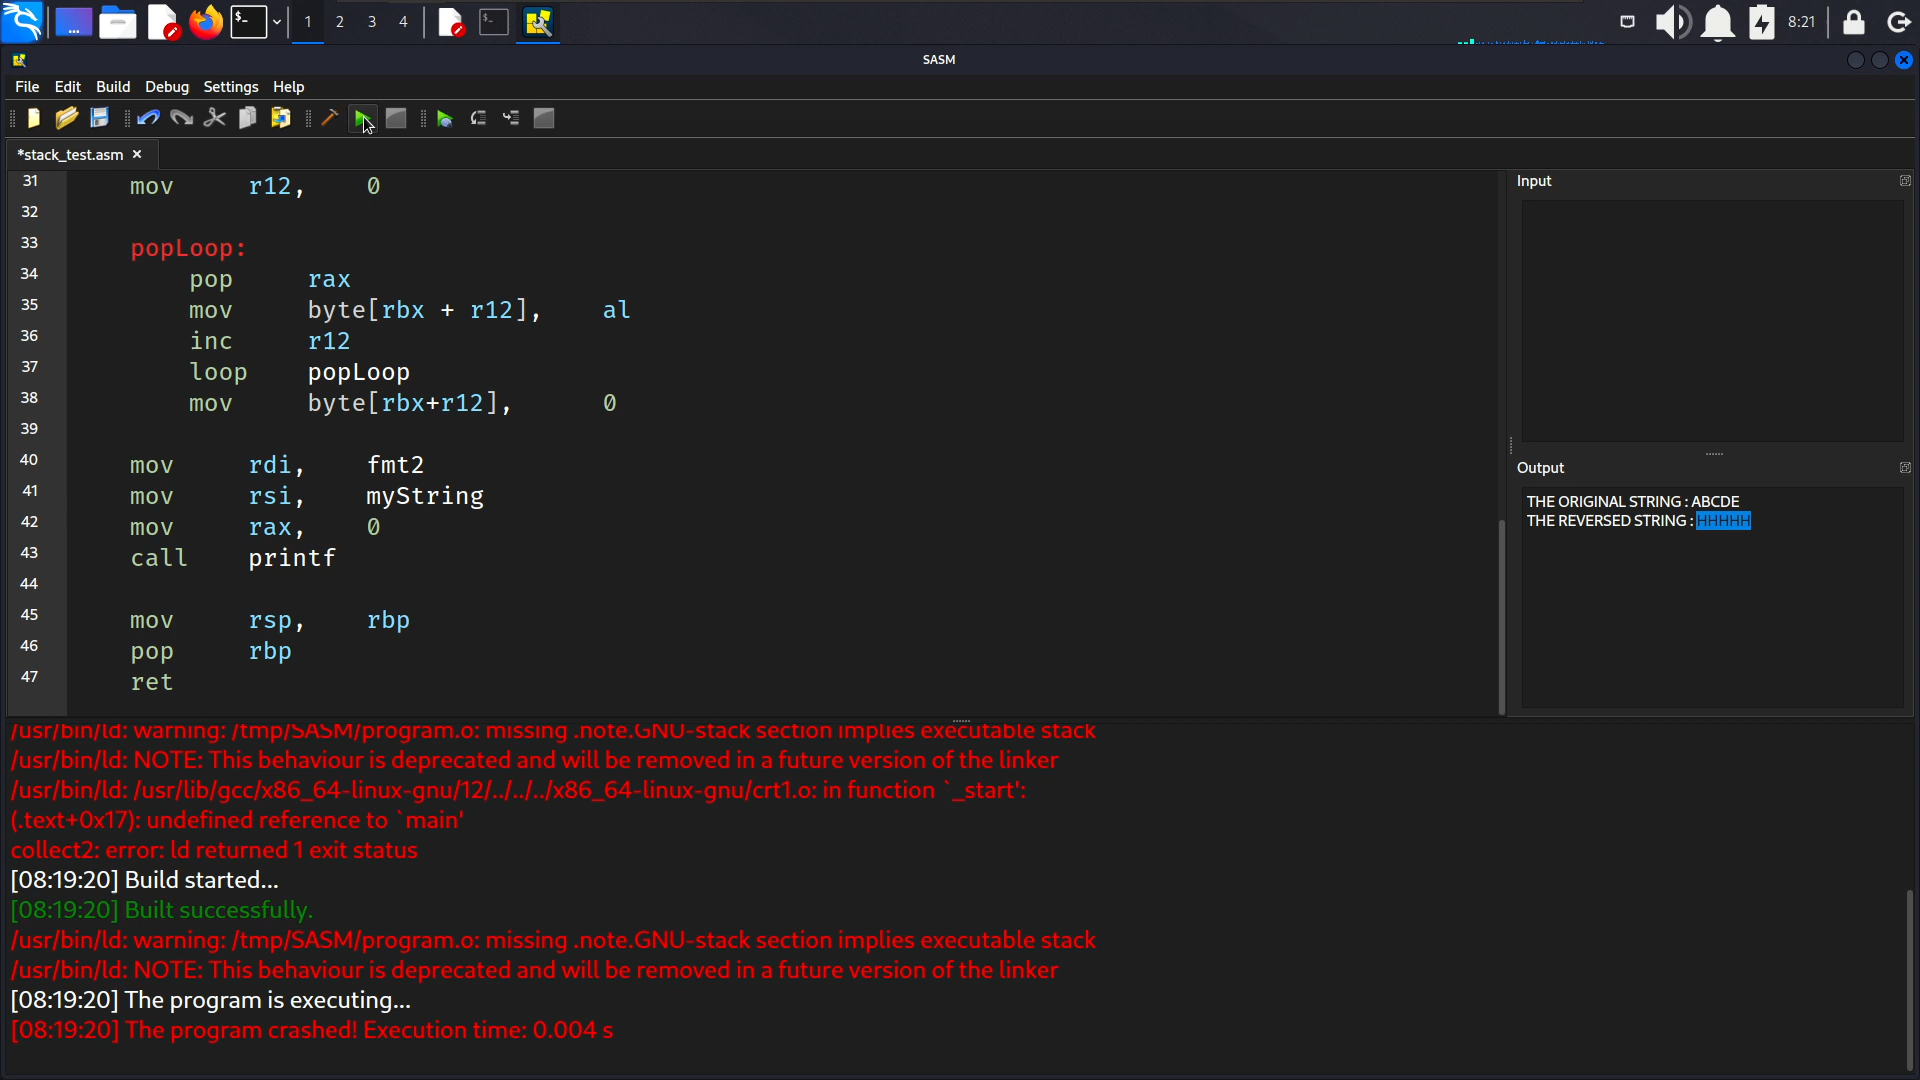 1 2 3 4 8:21
SASM
File Edit Build Debug Settings Help
*stack_test.asm
31 mov r12, 0
32
33 popLoop:
34 pop rax
35 mov byte[rbx + r12], al
36 inc r12
37 loop popLoop
38 mov byte[rbx+r12], 0
39
40 mov rdi, fmt2
41 mov rsi, myString
42 mov rax, 0
43 call printf
44
45 mov rsp, rbp
46 pop rbp
47 ret
Input
Output
THE ORIGINAL STRING : ABCDE
THE REVERSED STRING : HHHHH
/usr/bin/ld: warning: /tmp/SASM/program.o: missing .note.GNU-stack section implies executable stack
/usr/bin/ld: NOTE: This behaviour is deprecated and will be removed in a future version of the linker
/usr/bin/ld: /usr/lib/gcc/x86_64-linux-gnu/12/../../../x86_64-linux-gnu/crt1.o: in function `_start':
(.text+0x17): undefined reference to `main'
collect2: error: ld returned 1 exit status
[08:19:20] Build started...
[08:19:20] Built successfully.
/usr/bin/ld: warning: /tmp/SASM/program.o: missing .note.GNU-stack section implies executable stack
/usr/bin/ld: NOTE: This behaviour is deprecated and will be removed in a future version of the linker
[08:19:20] The program is executing...
[08:19:20] The program crashed! Execution time: 0.004 s